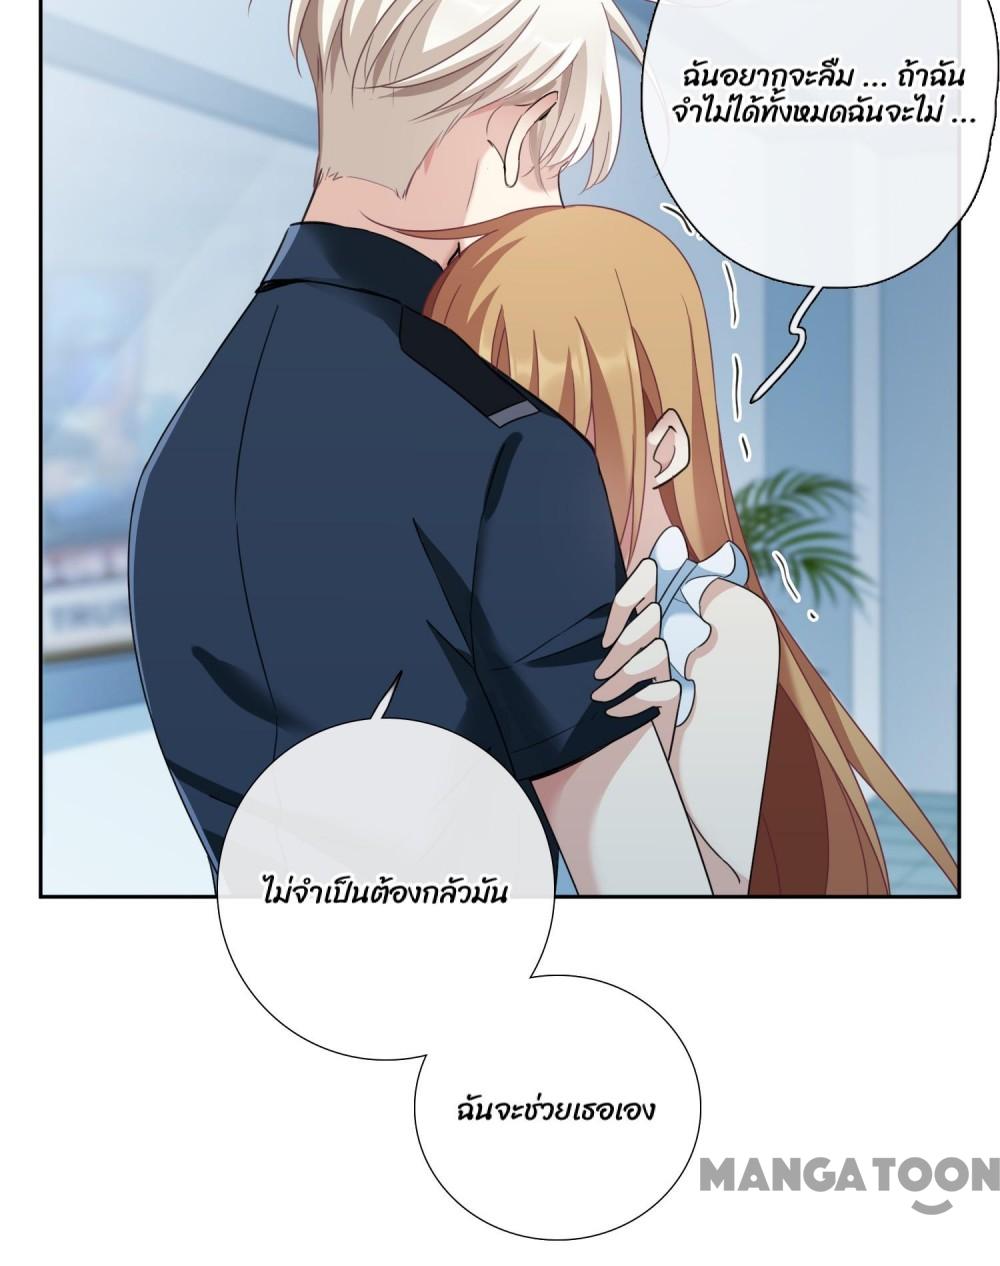 ฉันอยากจะลืม ... ถ้าฉัน
จำไม่ได้ทั้งหมดฉันจะไม่ ...
TRUS
ไม่จำเป็นต้องกลัวมัน
ฉันจะช่วยเธอเอง
MANGATOON